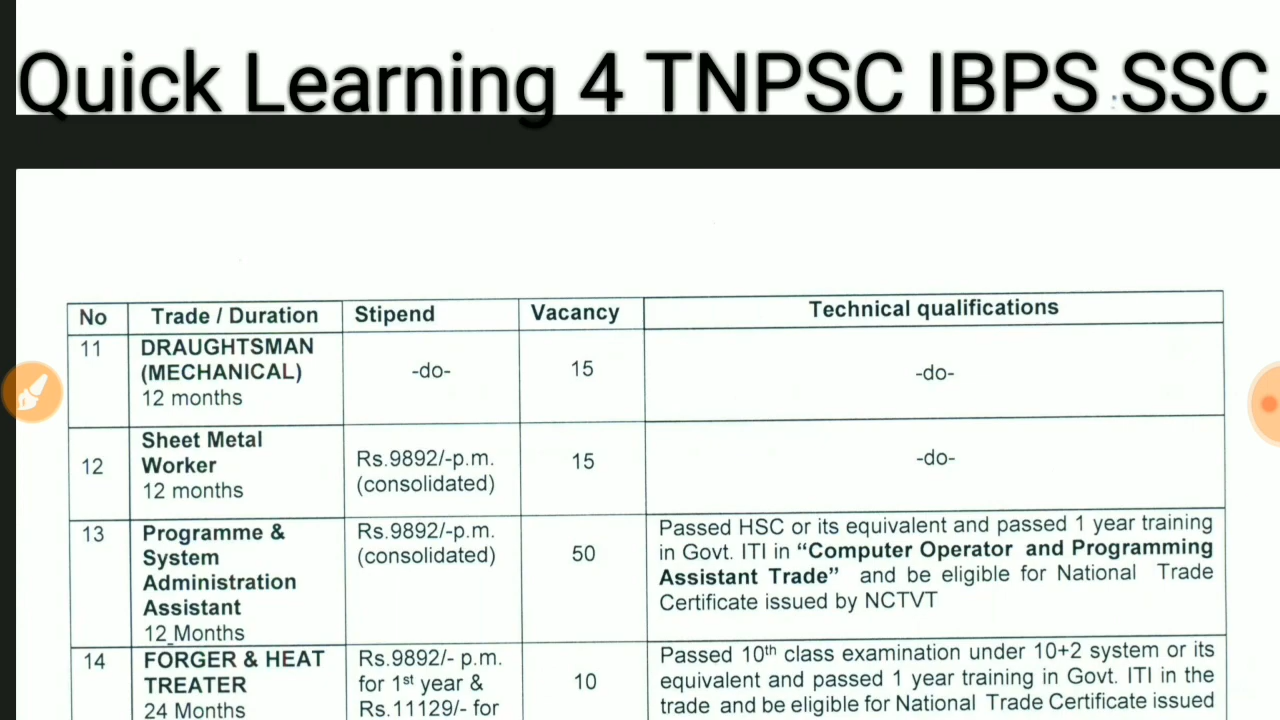 Quick Learning 4 TNPSC IBPS SSC
No Trade / Duration Stipend Vacancy Technical qualifications
11 DRAUGHTSMAN
(MECHANICAL)
12 months
-do-
15
-do-
12 Sheet Metal
Worker
12 months
Rs.9892/-p.m.
(consolidated)
15
-do-
13 Programme &
System
Administration
Assistant
12 Months
Rs.9892/-p.m.
(consolidated)
50
Passed HSC or its equivalent and passed 1 year training
in Govt. ITI in “Computer Operator and Programming
Assistant Trade” and be eligible for National Trade
Certificate issued by NCTVT
14 FORGER & HEAT
TREATER
24 Months
Rs.9892/- p.m.
for 1st year &
Rs.11129/- for
10
Passed 10th class examination under 10+2 system or its
equivalent and passed 1 year training in Govt. ITI in the
trade and be eligible for National Trade Certificate issued